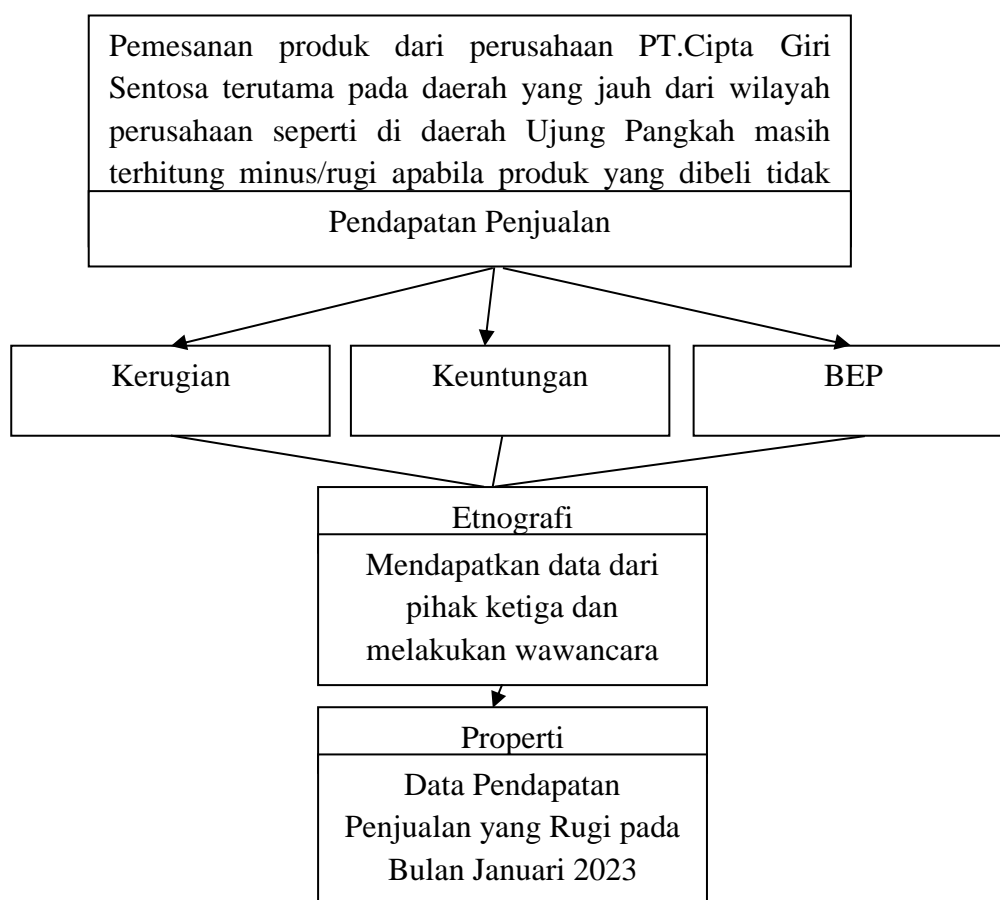 Pemesanan produk dari perusahaan PT.Cipta Giri
Sentosa terutama pada daerah yang jauh dari wilayah
perusahaan seperti di daerah Ujung Pangkah masih
terhitung minus/rugi apabila produk yang dibeli tidak
Pendapatan Penjualan
Kerugian
Keuntungan
BEP
Etnografi
Mendapatkan data dari
pihak ketiga dan
melakukan wawancara
Properti
Data Pendapatan
Penjualan yang Rugi pada
Bulan Januari 2023